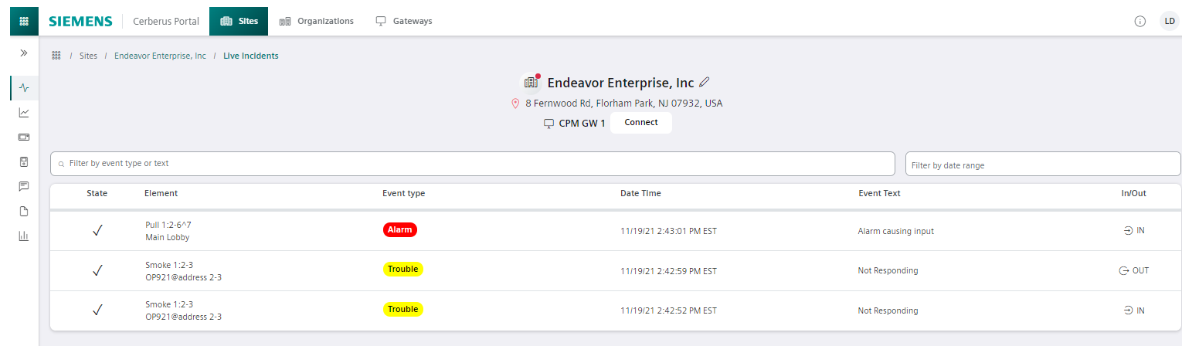 SIEMENS Cerberus Portal Sites Organizations Gateways LD
/ Sites / Endeavor Enterprise, Inc / Live Incidents
Endeavor Enterprise, Inc
8 Fernwood Rd, Florham Park, NJ 07932, USA
CPM GW 1 Connect
Filter by event type or text Filter by date range
State Element Event type Date Time Event Text In/Out
Pull 1:2-6^7
Main Lobby
Alarm 11/19/21 2:43:01 PM EST Alarm causing input IN
Smoke 1:2-3
OP921@address 2-3
Trouble 11/19/21 2:42:59 PM EST Not Responding OUT
Smoke 1:2-3
OP921@address 2-3
Trouble 11/19/21 2:42:52 PM EST Not Responding IN